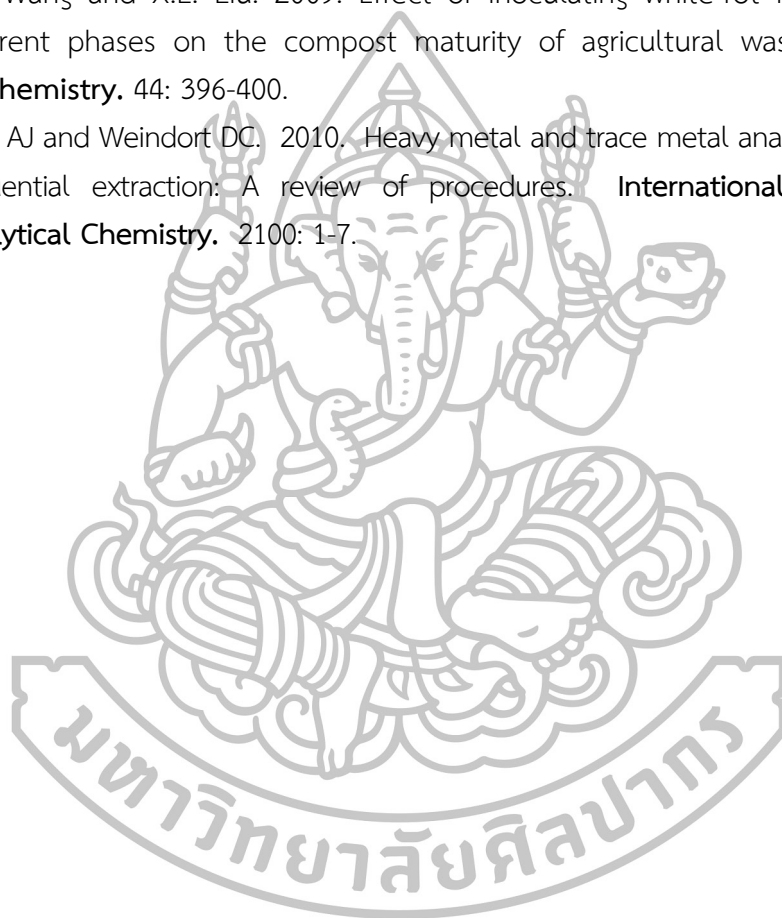 Wang and X.L. Liu. 2009. Effect of inoculating white-rot
rent phases on the compost maturity of agricultural was
hemistry. 44: 396-400.
AJ and Weindort DC. 2010. Heavy metal and trace metal ana
ential extraction: A review of procedures. International
lytical Chemistry. 2100: 1-7.
มหาวิทยาลัยศิลปากร